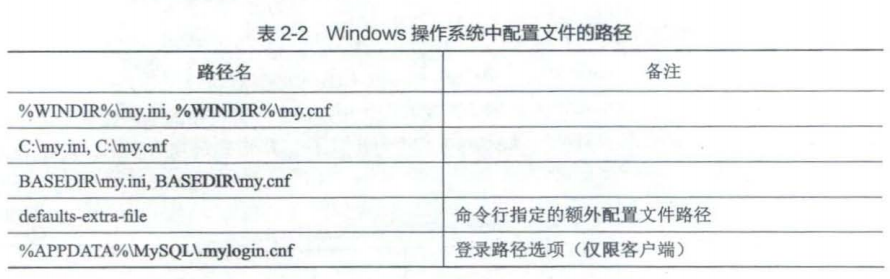 表 2-2 Windows 操作系统中配置文件的路径
路径名 备注
%WINDIR%\my.ini, %WINDIR%\my.cnf
C:\my.ini, C:\my.cnf
BASEDIR\my.ini, BASEDIR\my.cnf
defaults-extra-file 命令行指定的额外配置文件路径
%APPDATA%\MySQL\.mylogin.cnf 登录路径选项（仅限客户端）